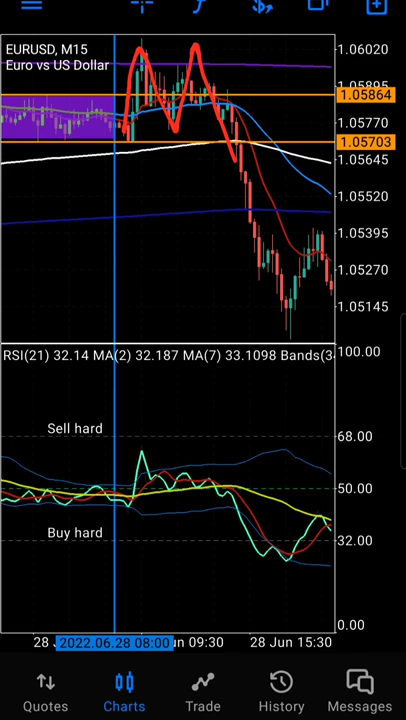 EURUSD, M15
Euro vs US Dollar
1.06020
1.05895
1.05864
1.05770
1.05703
1.05645
1.05520
1.05395
1.05270
1.05145
RSI(21) 32.14 MA(2) 32.187 MA(7) 33.1098 Bands(3
100.00
Sell hard
68.00
50.00
Buy hard
32.00
0.00
28 2022.06.28 08:00 un 09:30 28 Jun 15:30
Quotes Charts Trade History Messages